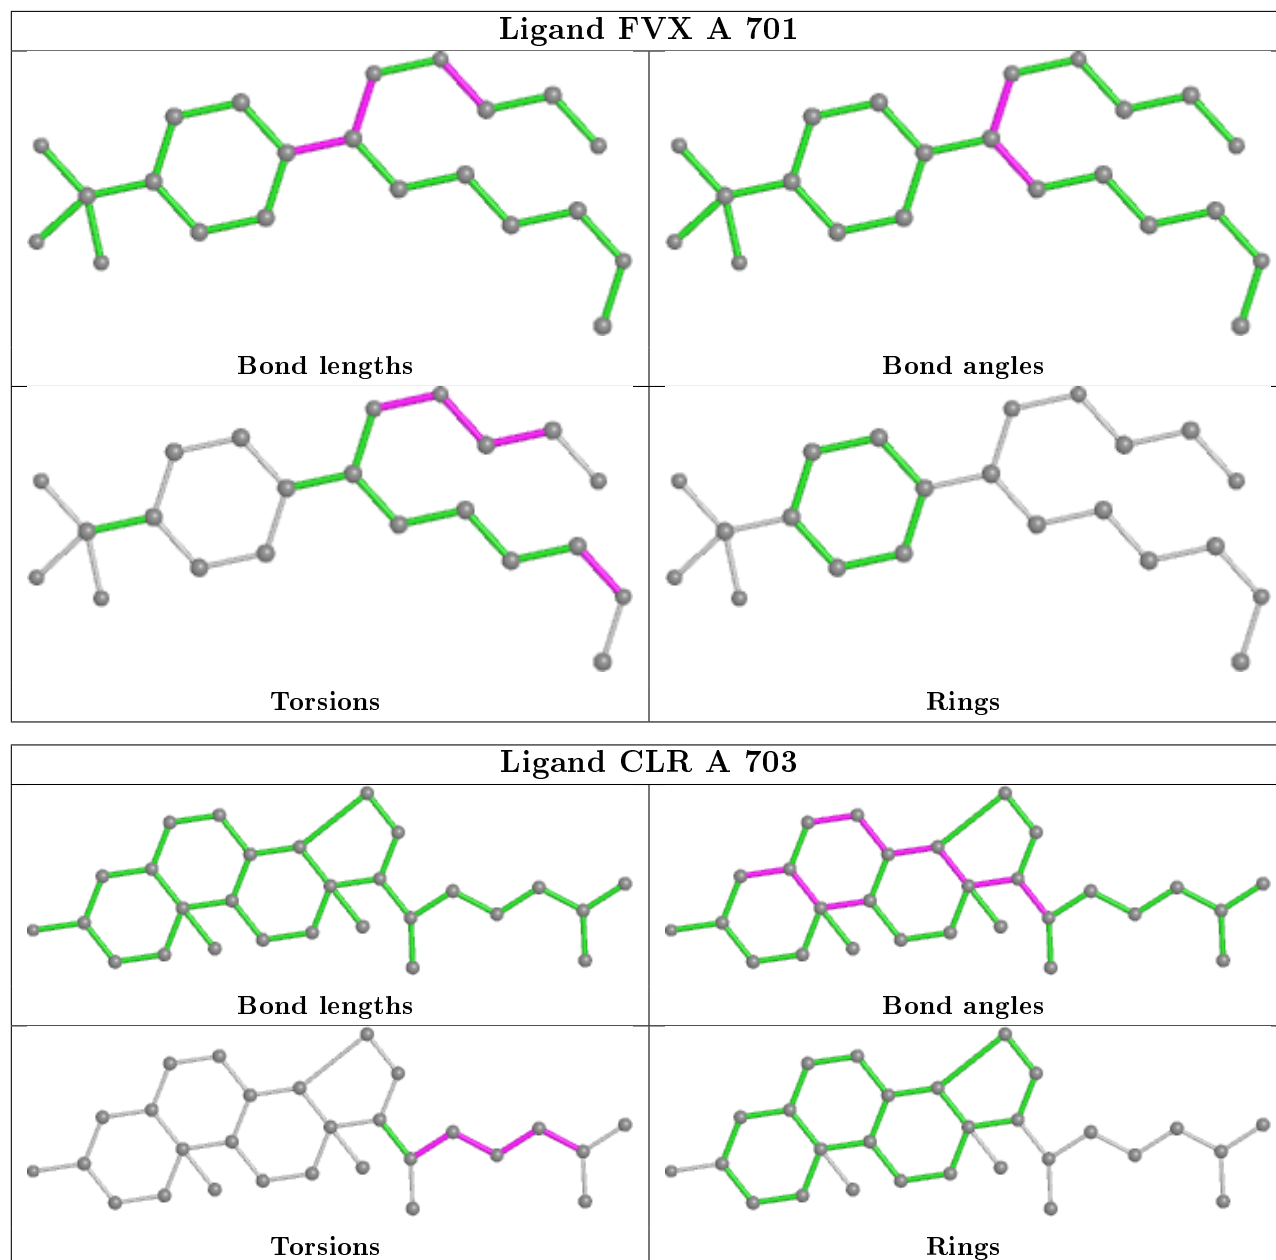 Ligand FVX A 701
Bond lengths
Bond angles
Torsions
Rings
Ligand CLR A 703
Bond lengths
Bond angles
Torsions
Rings